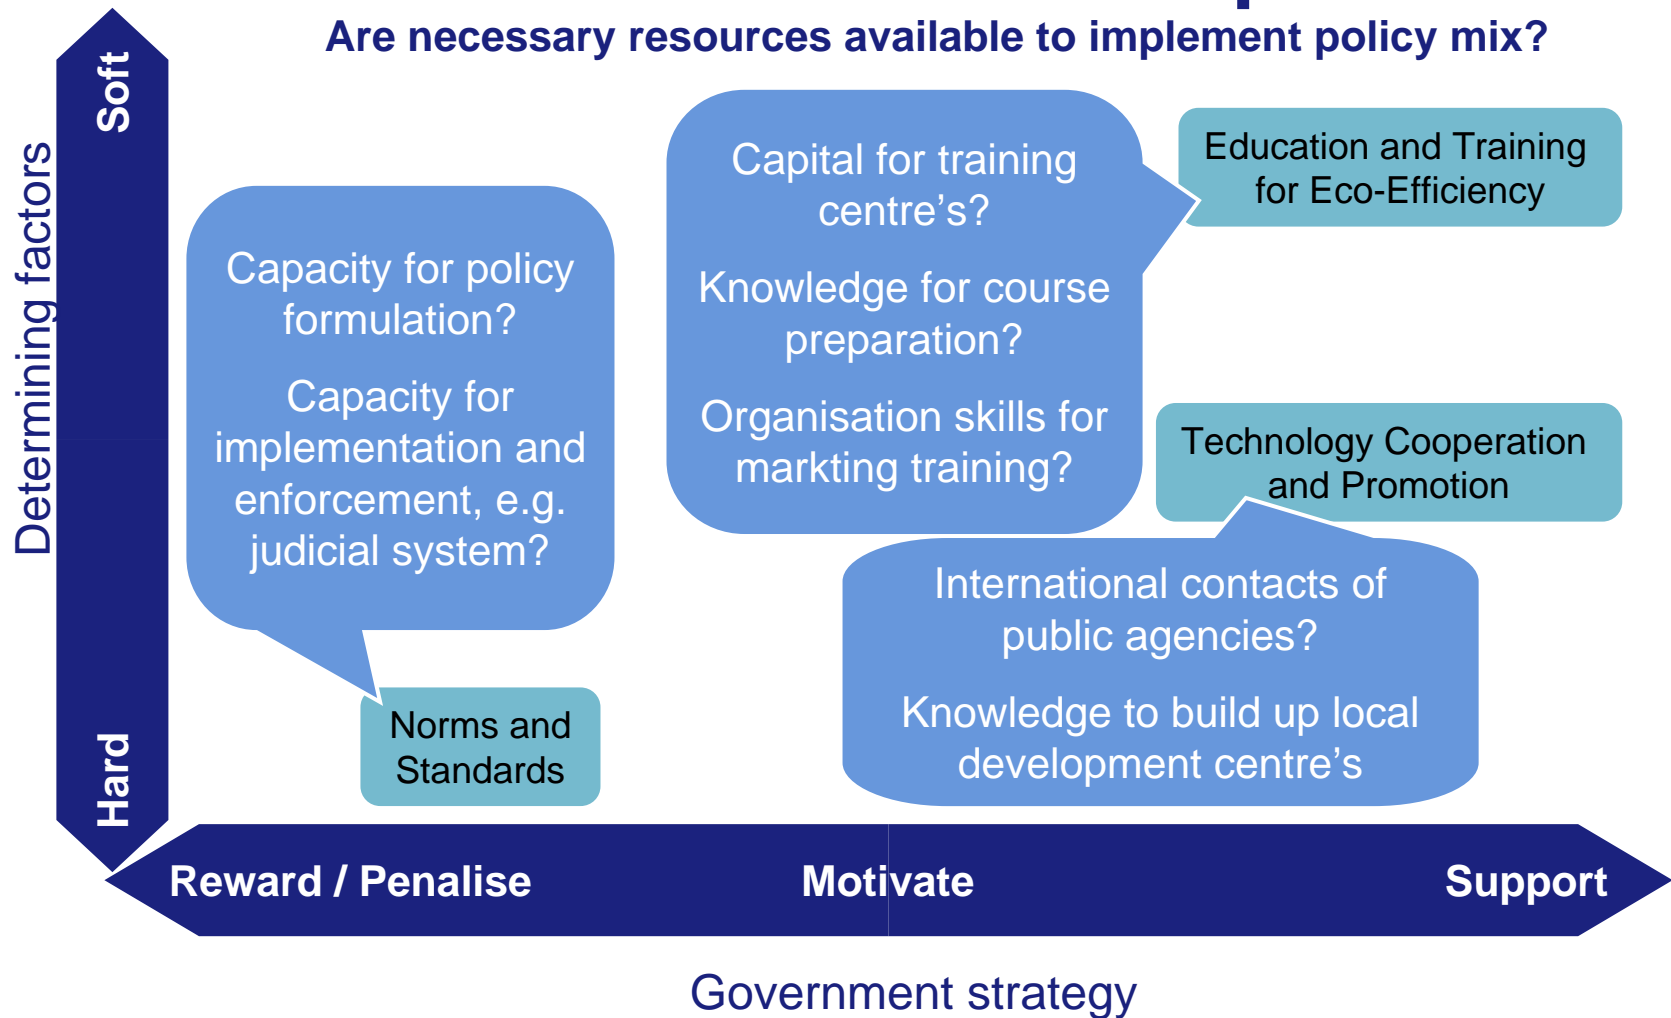 Are necessary resources available to implement policy mix?
Soft
Determining factors
Hard
Capacity for policy
formulation?
Capacity for
implementation and
enforcement, e.g.
judicial system?
Norms and
Standards
Capital for training
centre's?
Knowledge for course
preparation?
Organisation skills for
markting training?
Education and Training
for Eco-Efficiency
Technology Cooperation
and Promotion
International contacts of
public agencies?
Knowledge to build up local
development centre's
Reward / Penalise
Motivate
Support
Government strategy